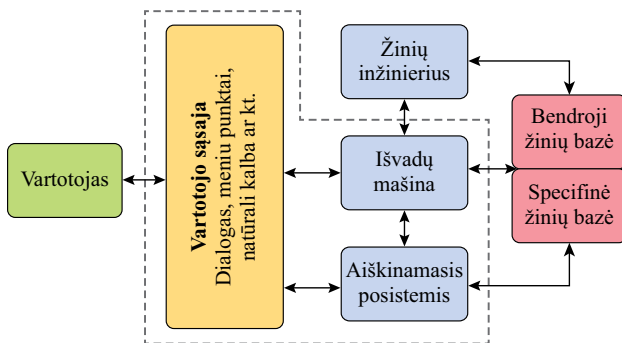 Vartotojas
Vartotojo sąsaja
Dialogas, meniu punktai,
natūrali kalba ar kt.
Žinių
inžinierius
Išvadų
mašina
Aiškinamasis
posistemis
Bendroji
žinių bazė
Specifinė
žinių bazė